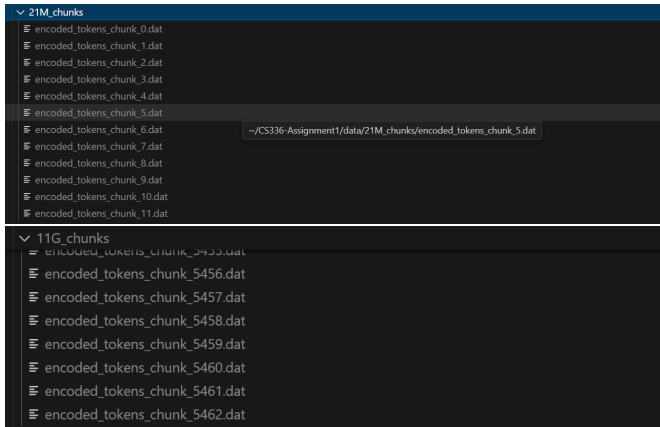 21M_chunks
encoded_tokens_chunk_0.dat
encoded_tokens_chunk_1.dat
encoded_tokens_chunk_2.dat
encoded_tokens_chunk_3.dat
encoded_tokens_chunk_4.dat
encoded_tokens_chunk_5.dat
encoded_tokens_chunk_6.dat
~/CS336-Assignment1/data/21M_chunks/encoded_tokens_chunk_5.dat
encoded_tokens_chunk_7.dat
encoded_tokens_chunk_8.dat
encoded_tokens_chunk_9.dat
encoded_tokens_chunk_10.dat
encoded_tokens_chunk_11.dat
11G_chunks
encoded_tokens_chunk_5455.dat
encoded_tokens_chunk_5456.dat
encoded_tokens_chunk_5457.dat
encoded_tokens_chunk_5458.dat
encoded_tokens_chunk_5459.dat
encoded_tokens_chunk_5460.dat
encoded_tokens_chunk_5461.dat
encoded_tokens_chunk_5462.dat